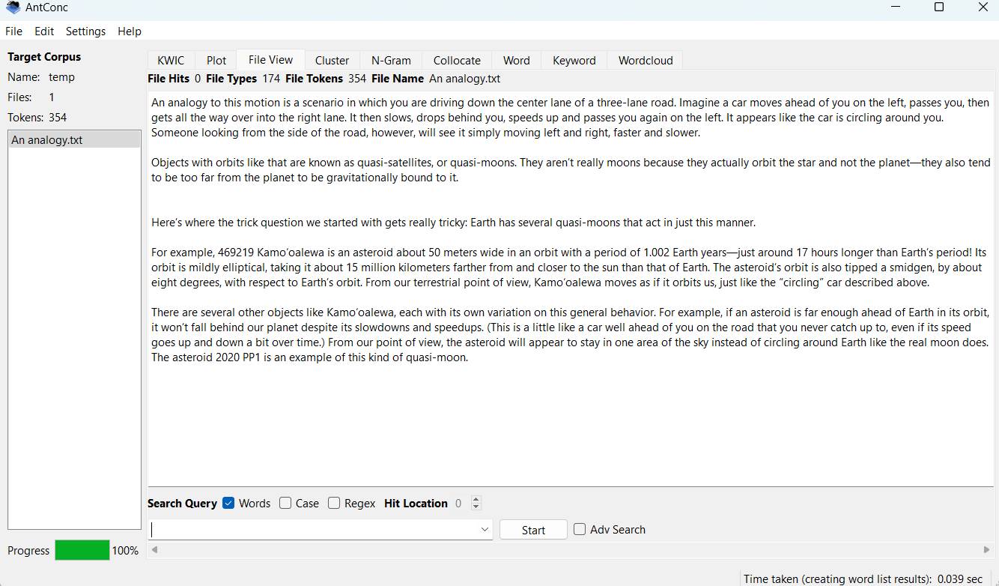 AntConc
File Edit Settings Help
Target Corpus
Name: temp
Files: 1
Tokens: 354
An analogy.txt
Progress 100%
KWIC Plot File View Cluster N-Gram Collocate Word Keyword Wordcloud
File Hits 0 File Types 174 File Tokens 354 File Name An analogy.txt
An analogy to this motion is a scenario in which you are driving down the center lane of a three-lane road. Imagine a car moves ahead of you on the left, passes you, then
gets all the way over into the right lane. It then slows, drops behind you, speeds up and passes you again on the left. It appears like the car is circling around you.
Someone looking from the side of the road, however, will see it simply moving left and right, faster and slower.
Objects with orbits like that are known as quasi-satellites, or quasi-moons. They aren’t really moons because they actually orbit the star and not the planet—they also tend
to be too far from the planet to be gravitationally bound to it.
Here’s where the trick question we started with gets really tricky: Earth has several quasi-moons that act in just this manner.
For example, 469219 Kamoʻoalewa is an asteroid about 50 meters wide in an orbit with a period of 1.002 Earth years—just around 17 hours longer than Earth’s period! Its
orbit is mildly elliptical, taking it about 15 million kilometers farther from and closer to the sun than that of Earth. The asteroid’s orbit is also tipped a smidgen, by about
eight degrees, with respect to Earth’s orbit. From our terrestrial point of view, Kamoʻoalewa moves as if it orbits us, just like the “circling” car described above.
There are several other objects like Kamoʻoalewa, each with its own variation on this general behavior. For example, if an asteroid is far enough ahead of Earth in its orbit,
it won’t fall behind our planet despite its slowdowns and speedups. (This is a little like a car well ahead of you on the road that you never catch up to, even if its speed
goes up and down a bit over time.) From our point of view, the asteroid will appear to stay in one area of the sky instead of circling around Earth like the real moon does.
The asteroid 2020 PP1 is an example of this kind of quasi-moon.
Search Query Words Case Regex Hit Location 0
Start Adv Search
Time taken (creating word list results): 0.039 sec